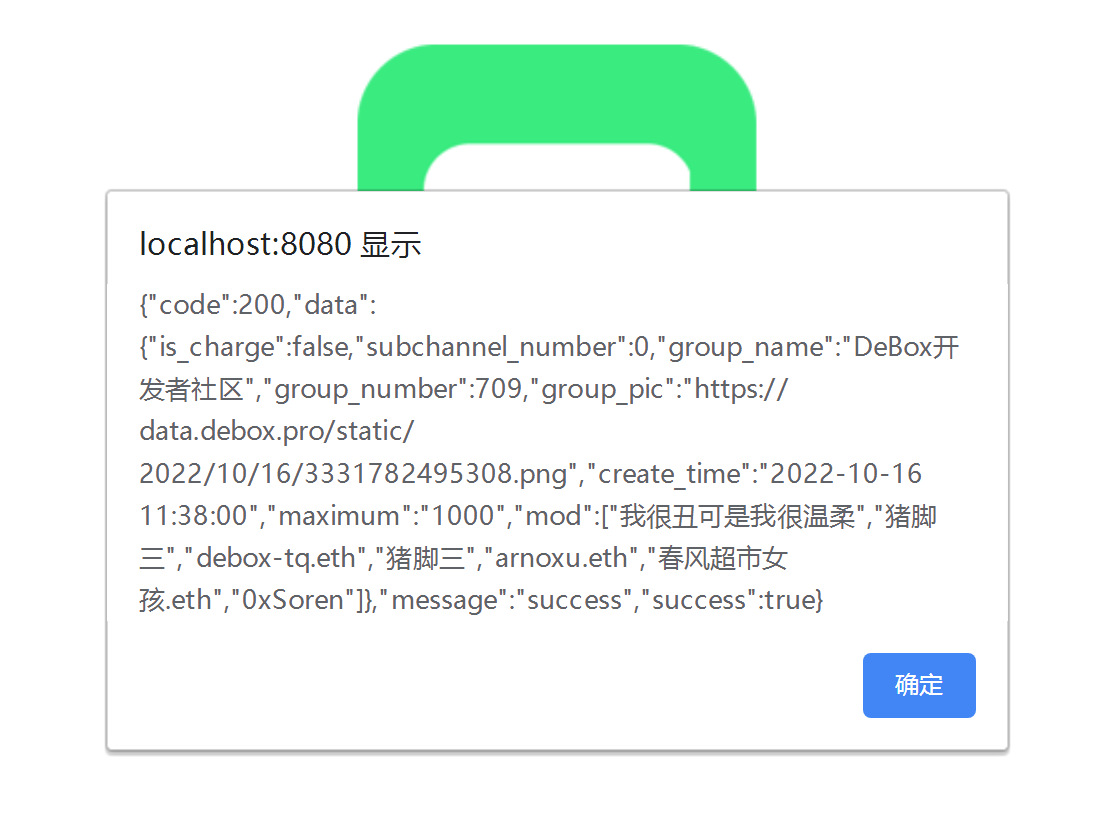 localhost:8080 显示
{"code":200,"data":
{"is_charge":false,"subchannel_number":0,"group_name":"DeBox开
发者社区","group_number":709,"group_pic":"https://
data.debox.pro/static/
2022/10/16/3331782495308.png","create_time":"2022-10-16
11:38:00","maximum":"1000","mod":["我很丑可是我很温柔","猪脚
三","debox-tq.eth","猪脚三","arnoxu.eth","春风超市女
孩.eth","0xSoren"]},"message":"success","success":true}
确定